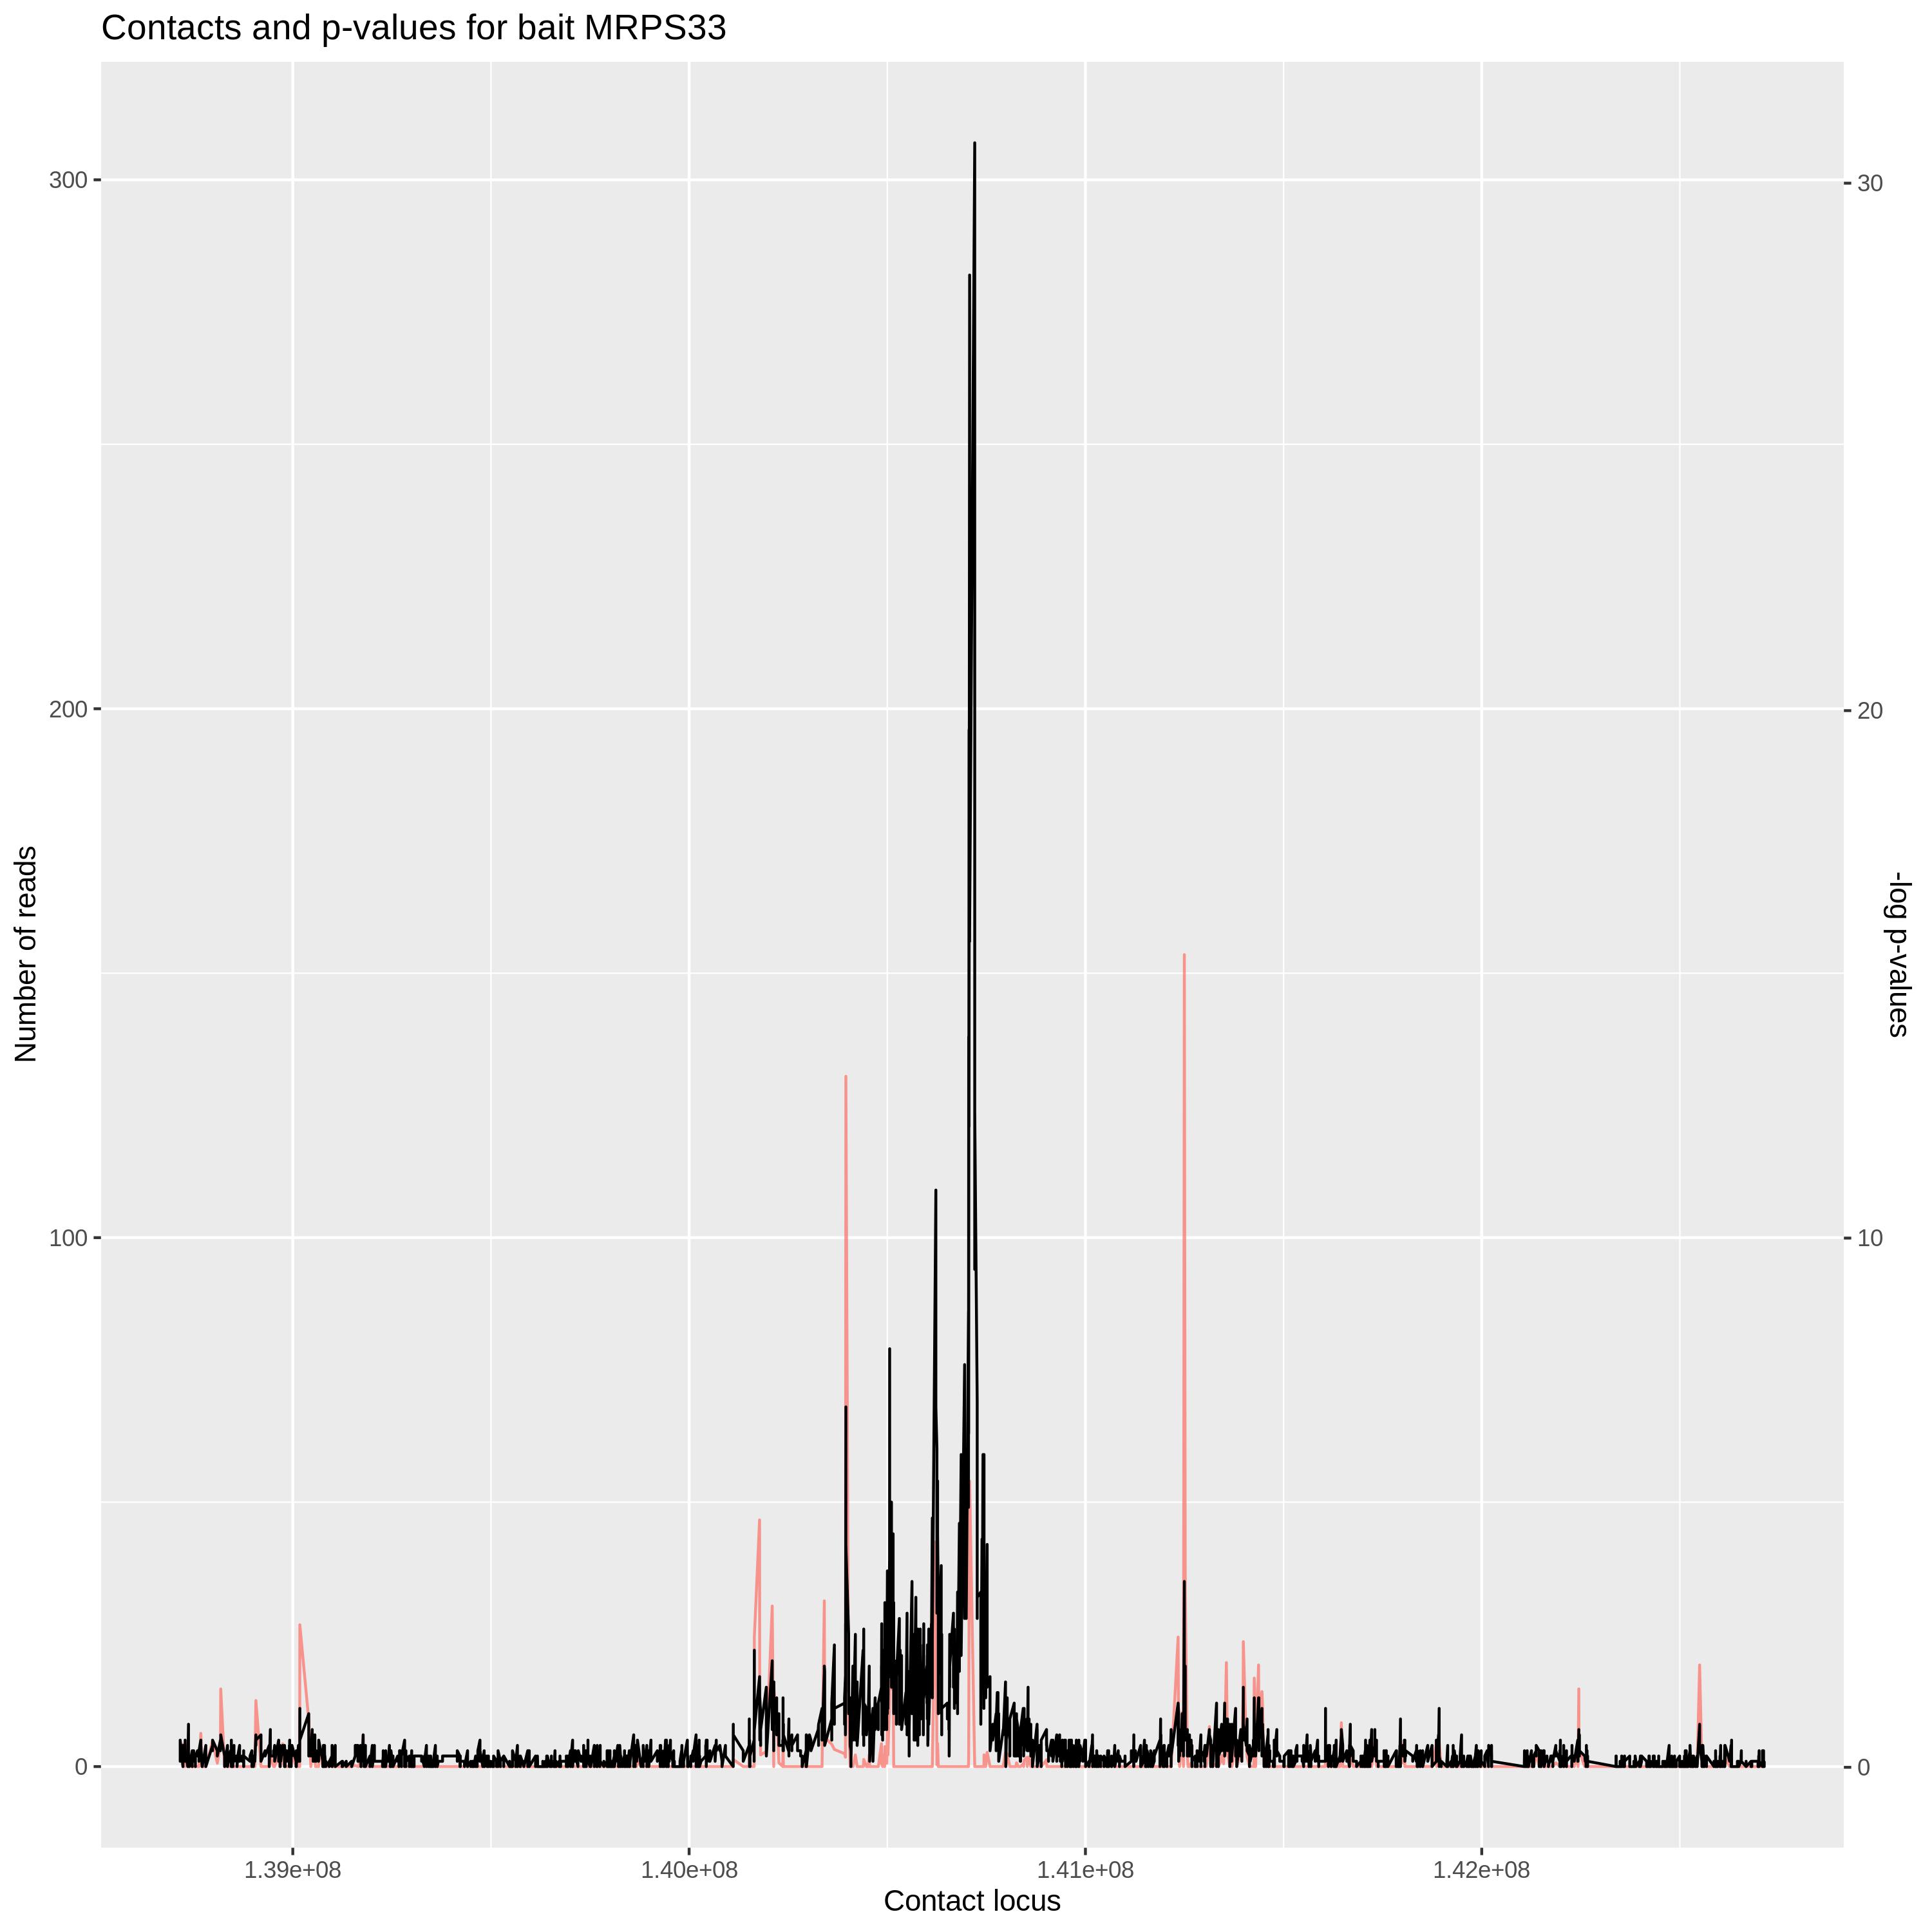 Contacts and p-values for bait MRPS33
300
200
100
0
30
20
10
0
Number of reads
-log p-values
1.39e+08 1.40e+08 1.41e+08 1.42e+08
Contact locus